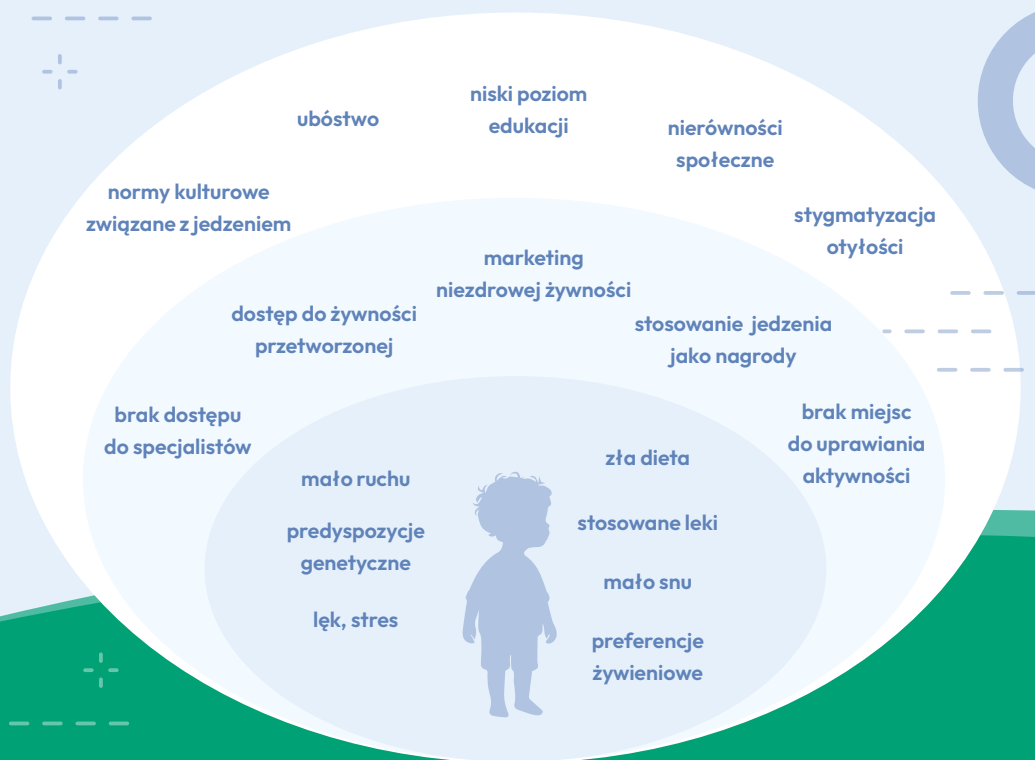 ubóstwo
niski poziom
edukacji
nierówności
społeczne
normy kulturowe
związane z jedzeniem
stygmatyzacja
otyłości
marketing
niezdrowej żywności
dostęp do żywności
przetworzonej
stosowanie jedzenia
jako nagrody
brak dostępu
do specjalistów
brak miejsc
do uprawiania
aktywności
mało ruchu
zła dieta
predyspozycje
genetyczne
stosowane leki
lęk, stres
mało snu
preferencje
żywieniowe